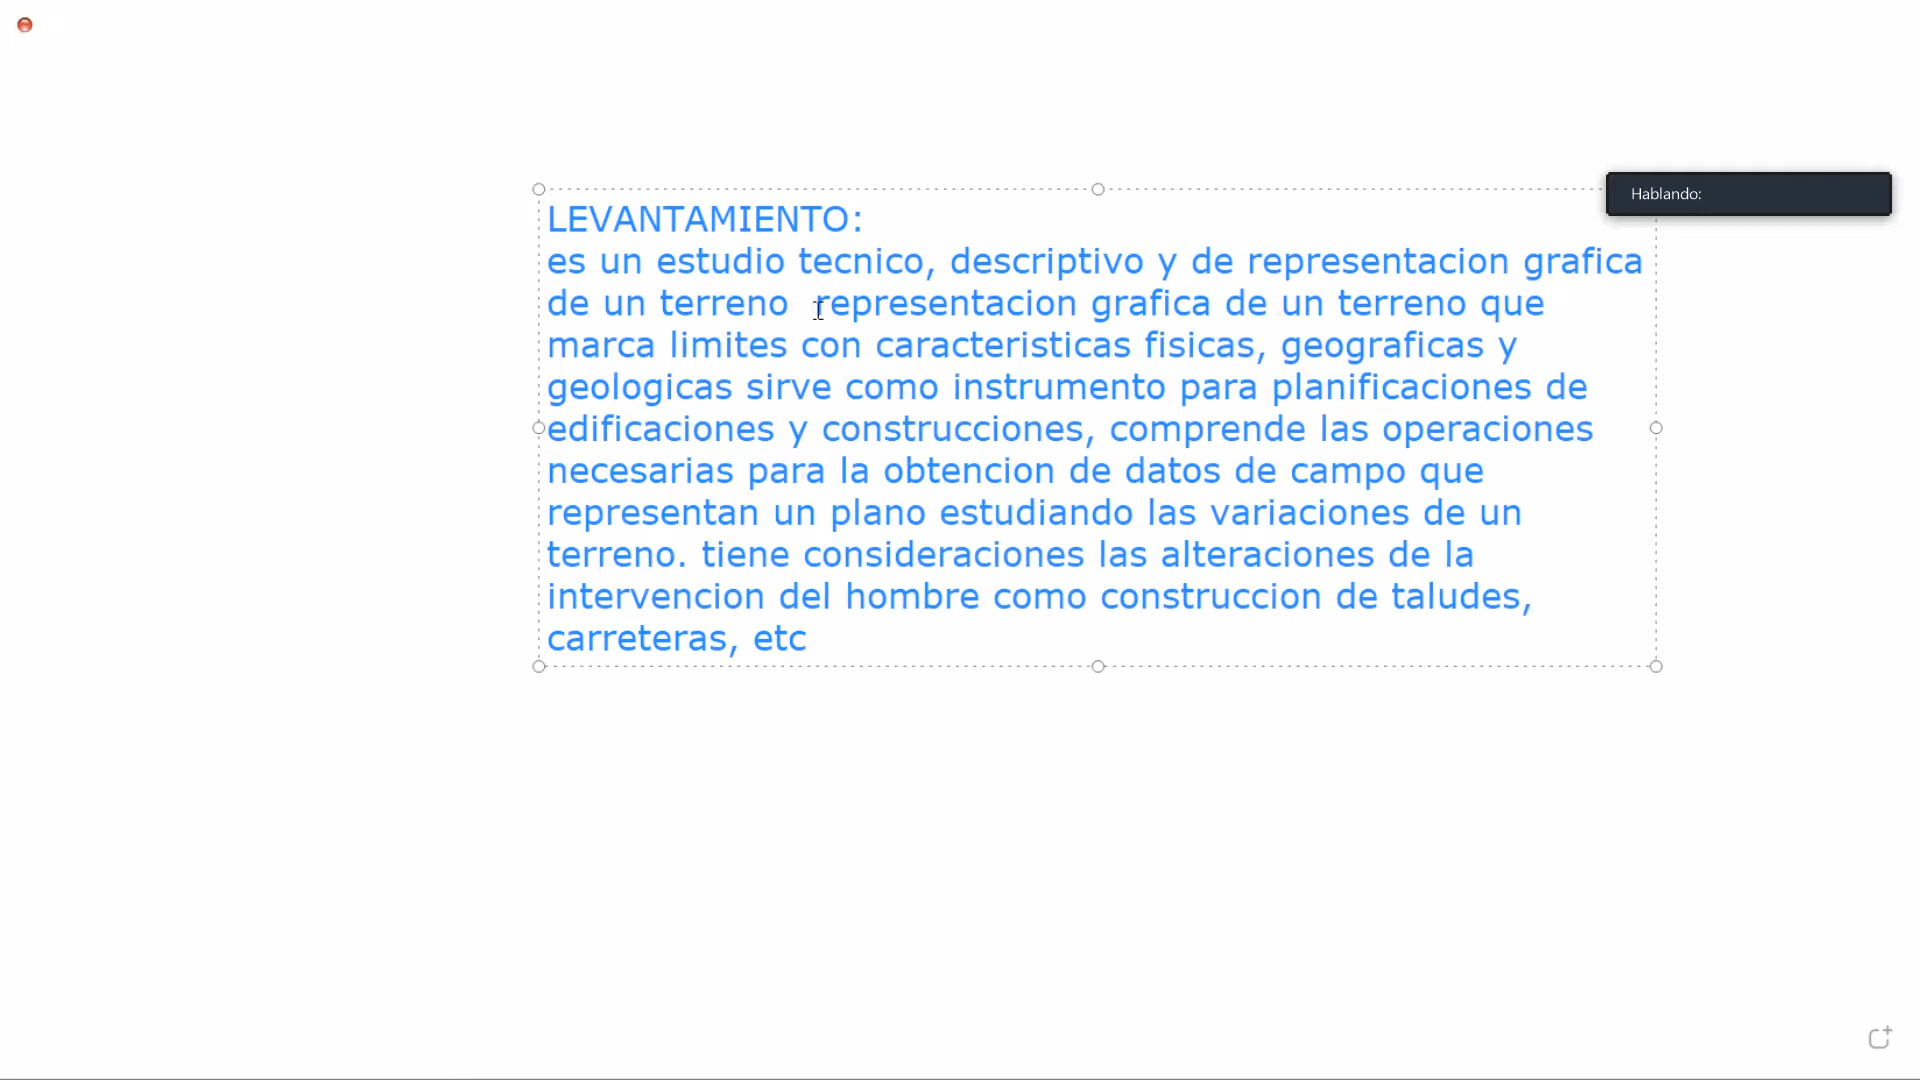 Hablando:
LEVANTAMIENTO:
es un estudio tecnico, descriptivo y de representacion grafica
de un terreno  representacion grafica de un terreno que
marca limites con caracteristicas fisicas, geograficas y
geologicas sirve como instrumento para planificaciones de
edificaciones y construcciones, comprende las operaciones
necesarias para la obtencion de datos de campo que
representan un plano estudiando las variaciones de un
terreno. tiene consideraciones las alteraciones de la
intervencion del hombre como construccion de taludes,
carreteras, etc